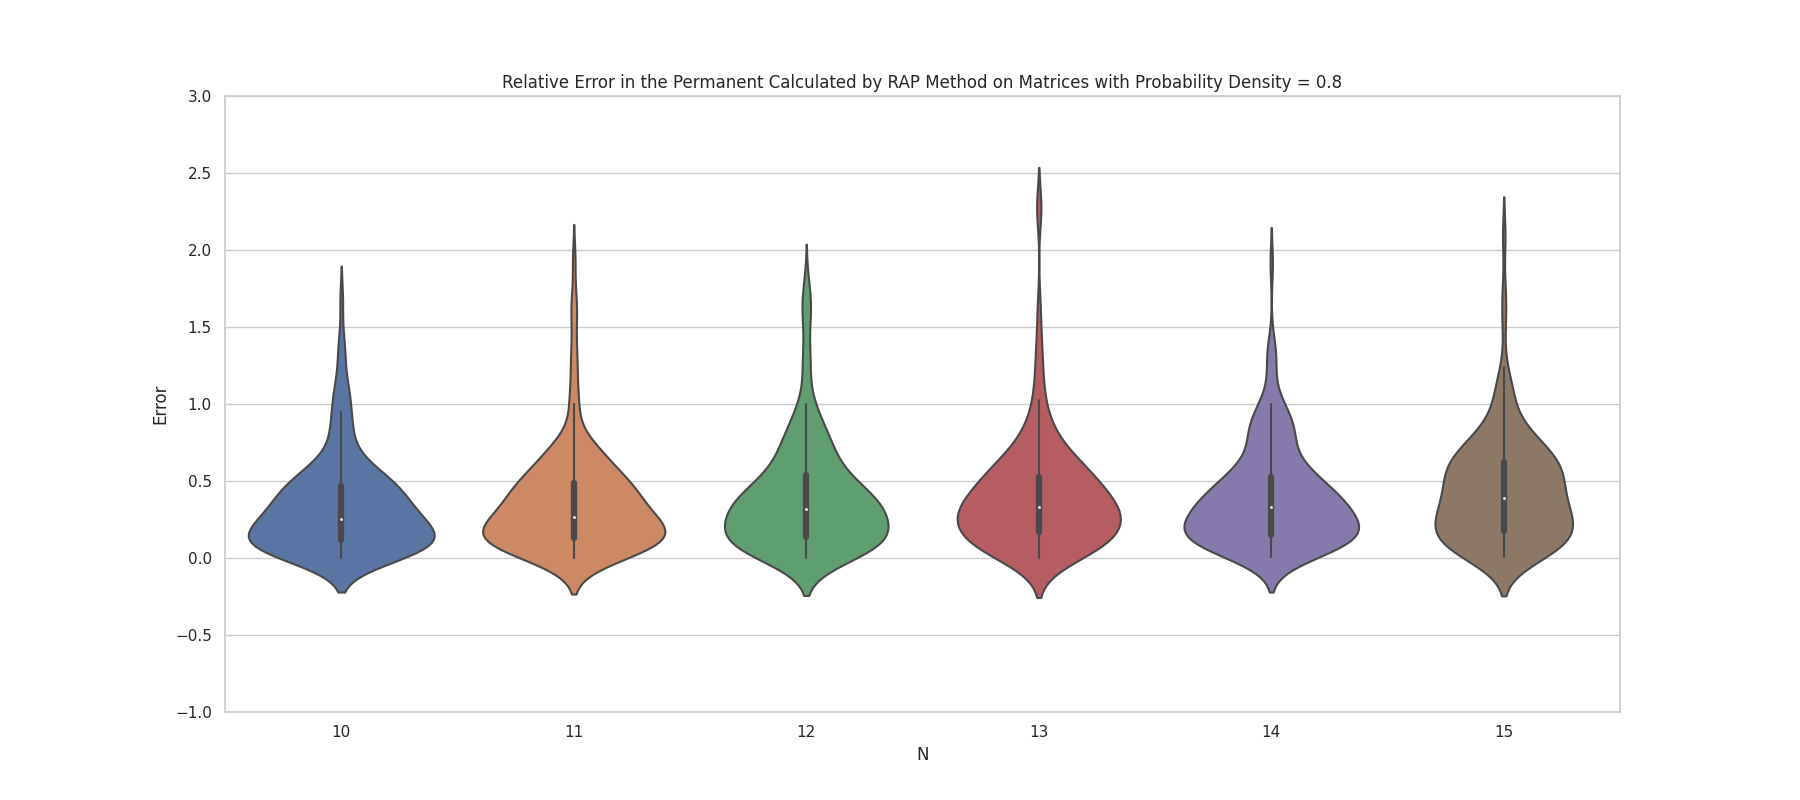 Relative Error in the Permanent Calculated by RAP Method on Matrices with Probability Density = 0.8
3.0
2.5
2.0
1.5
1.0
0.5
0.0
−0.5
−1.0
Error
10 11 12 13 14 15
N